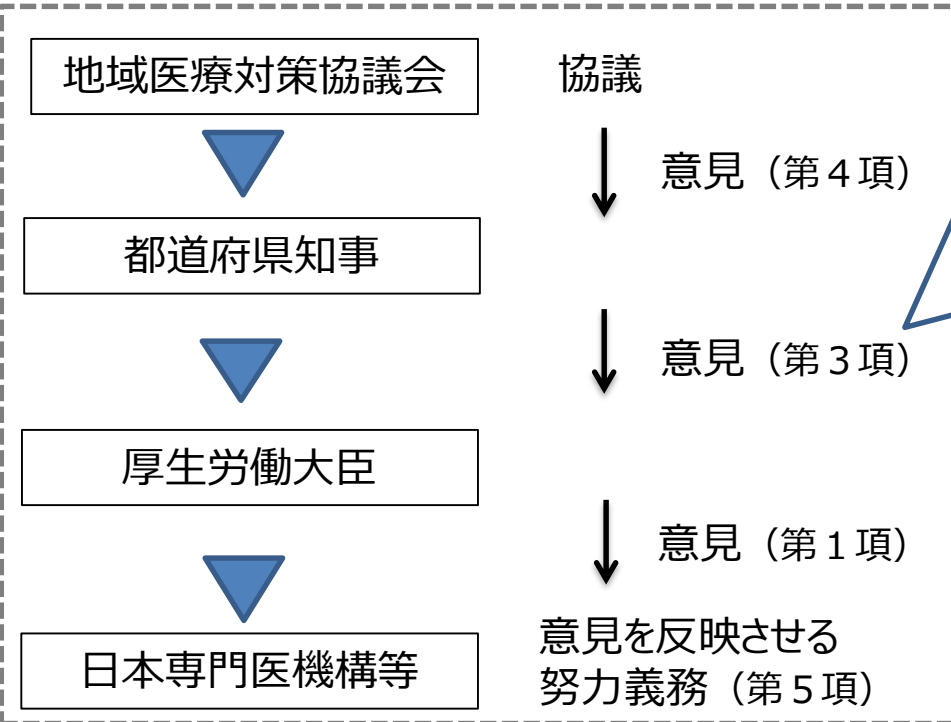 地域医療対策協議会
協議
意見（第４項）
都道府県知事
意見（第３項）
厚生労働大臣
意見（第１項）
日本専門医機構等
意見を反映させる
努力義務（第５項）